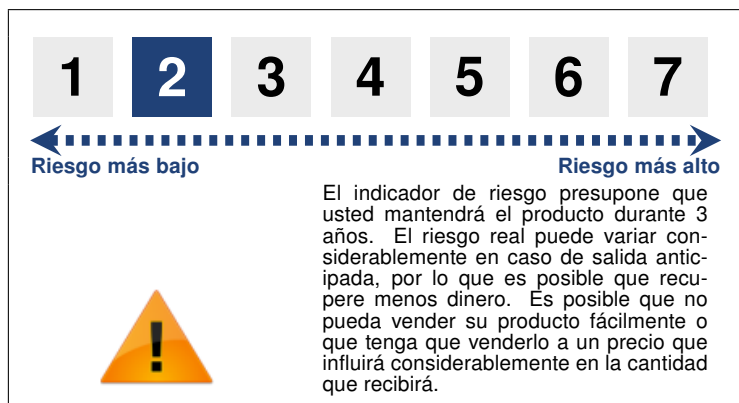 1 2 3 4 5 6 7
Riesgo más bajo Riesgo más alto
El indicador de riesgo presupone que
usted mantendrá el producto durante 3
años. El riesgo real puede variar con-
siderablemente en caso de salida antic-
ipada, por lo que es posible que recu-
pere menos dinero. Es posible que no
pueda vender su producto fácilmente o
que tenga que venderlo a un precio que
influirá considerablemente en la cantidad
que recibirá.